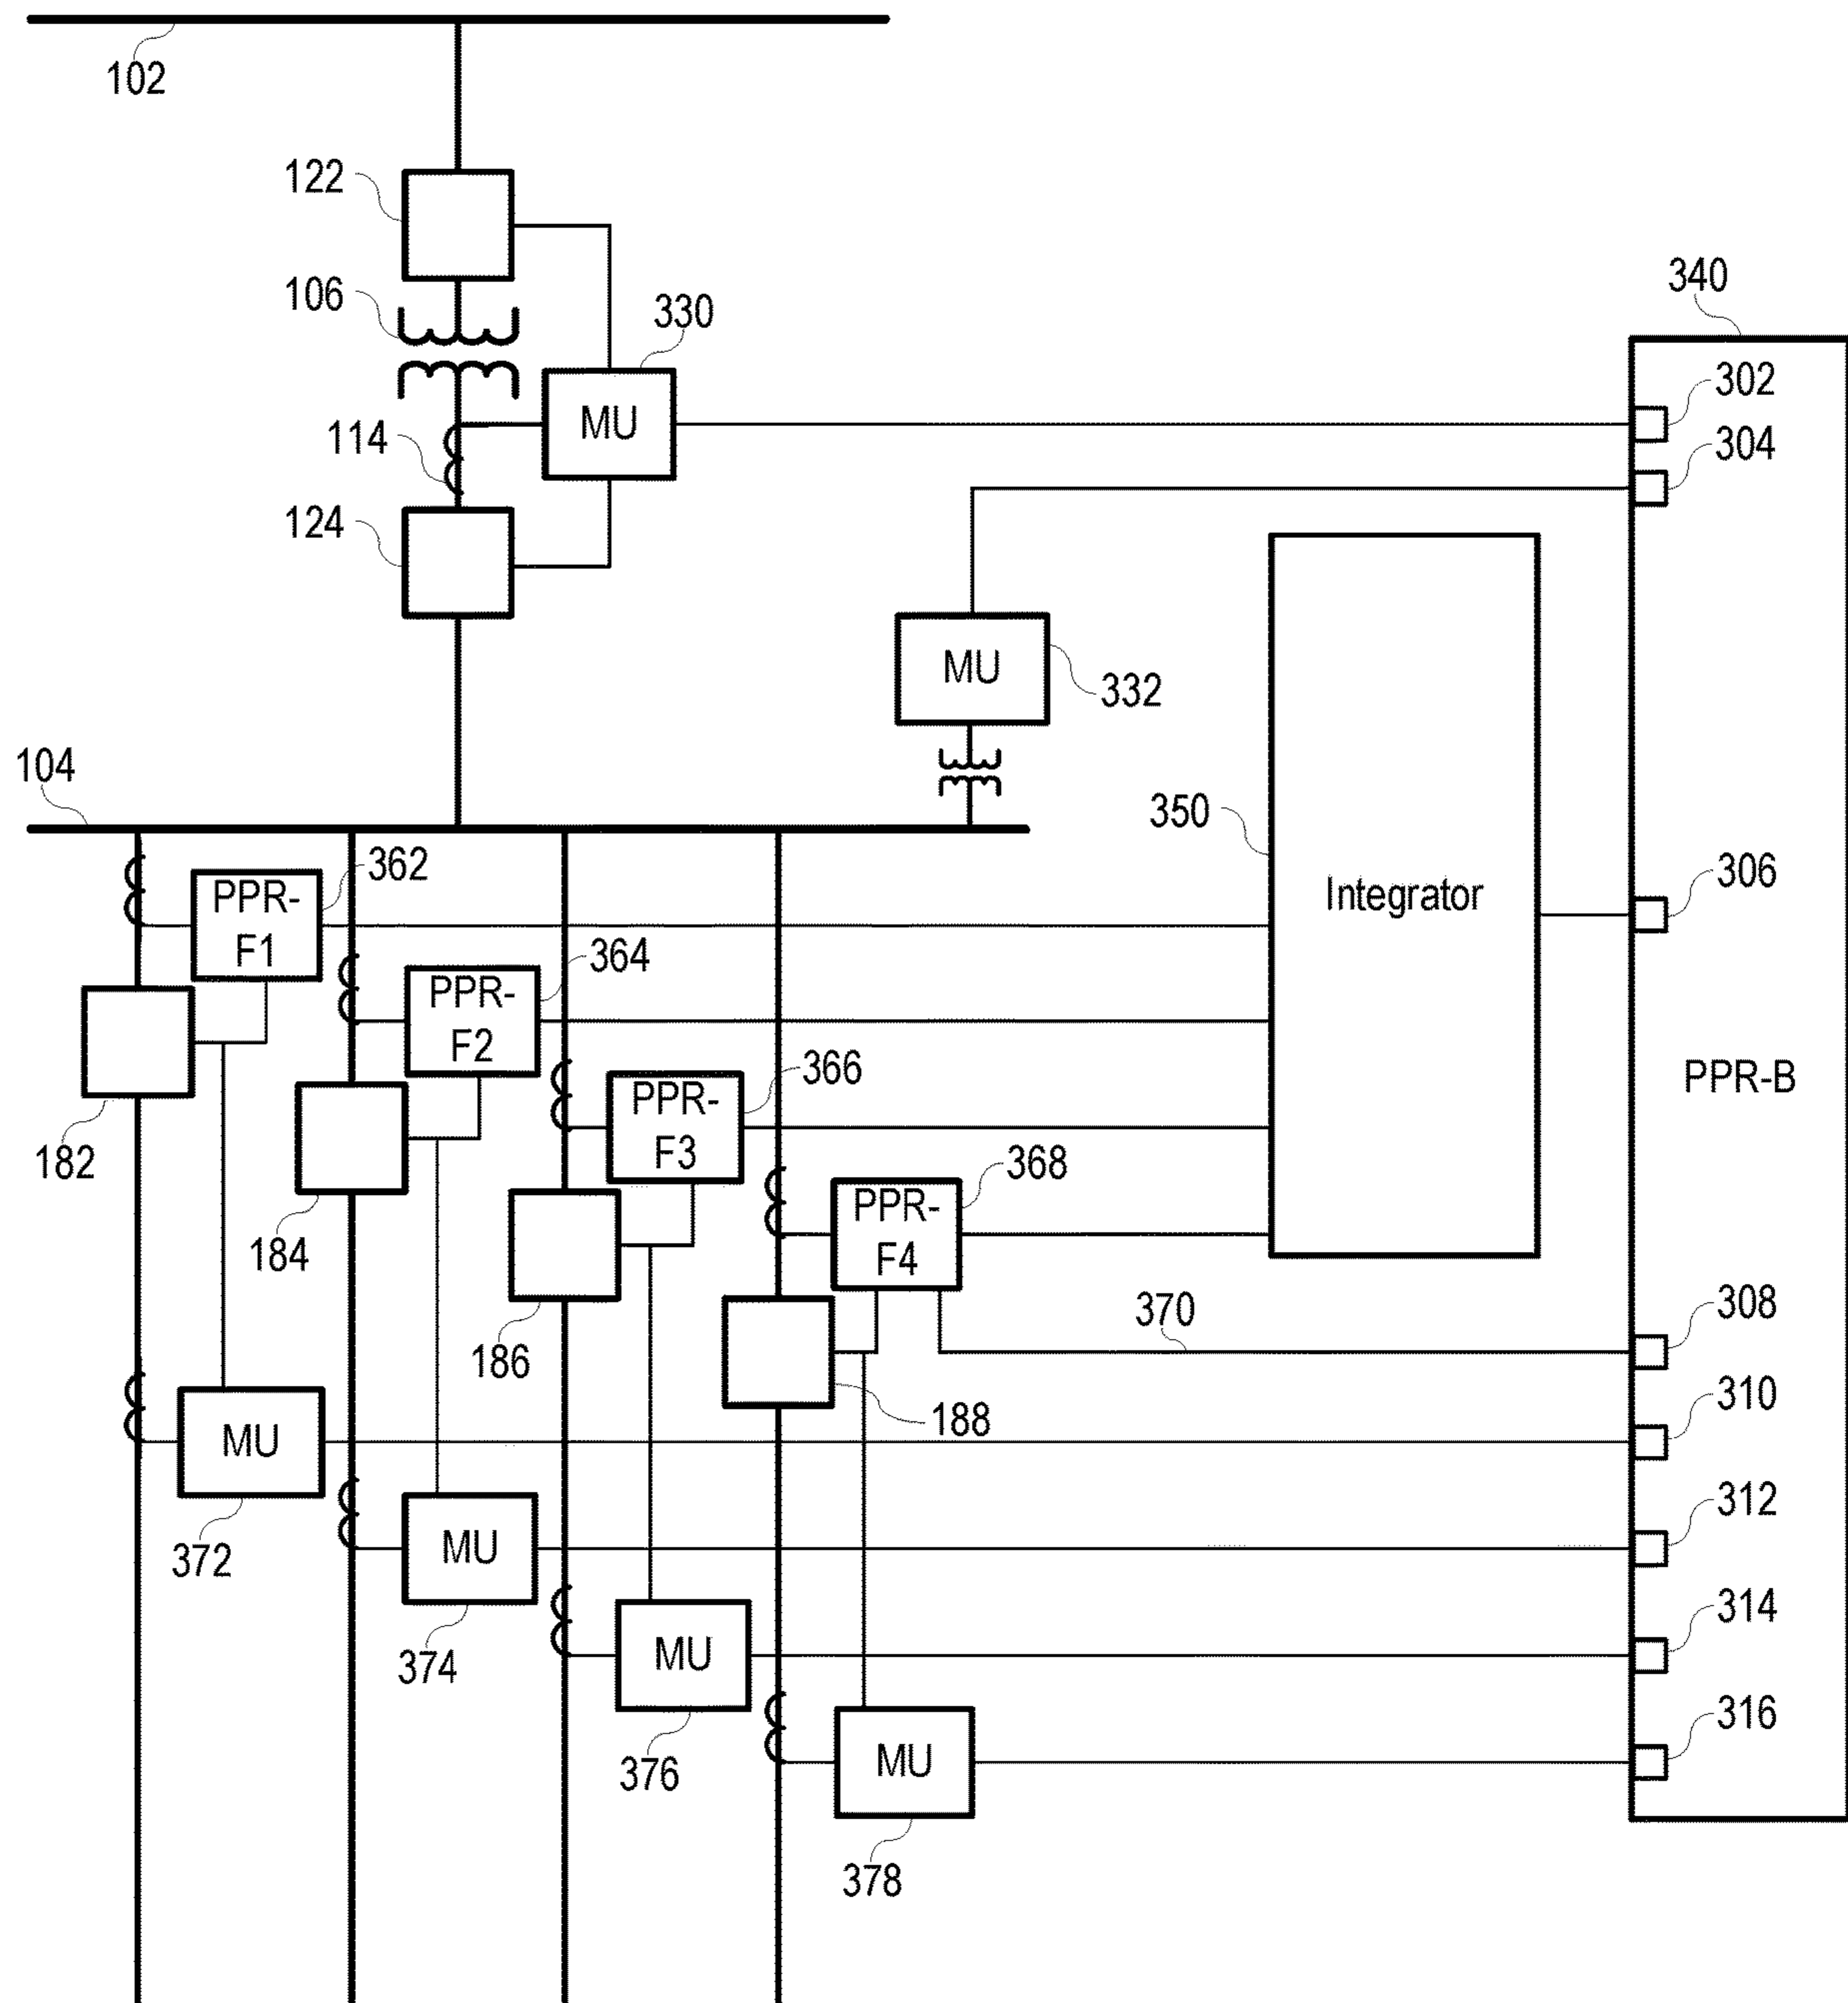 102
122
106
330
340
302
MU
114
304
124
MU
332
104
350
362
PPR-
F1
Integrator
306
364
PPR-
F2
366
PPR-
F3
PPR-B
182
368
PPR-
F4
184
370
308
186
310
188
MU
372
312
MU
374
314
MU
376
316
MU
378